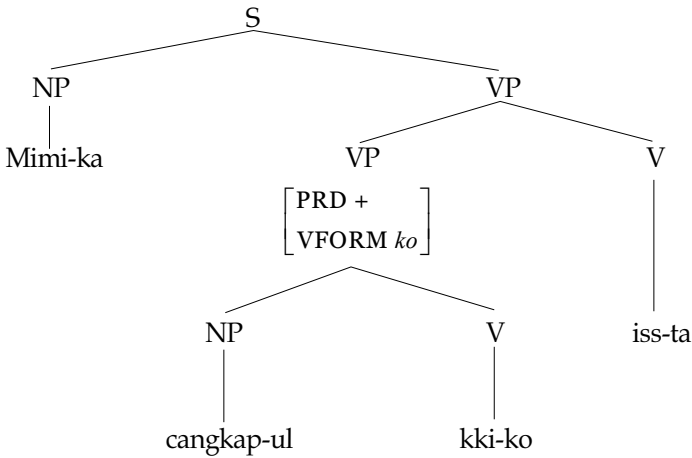 S
NP VP
Mimi-ka VP V
PRD +
VFORM ko
NP V iss-ta
cangkap-ul kki-ko